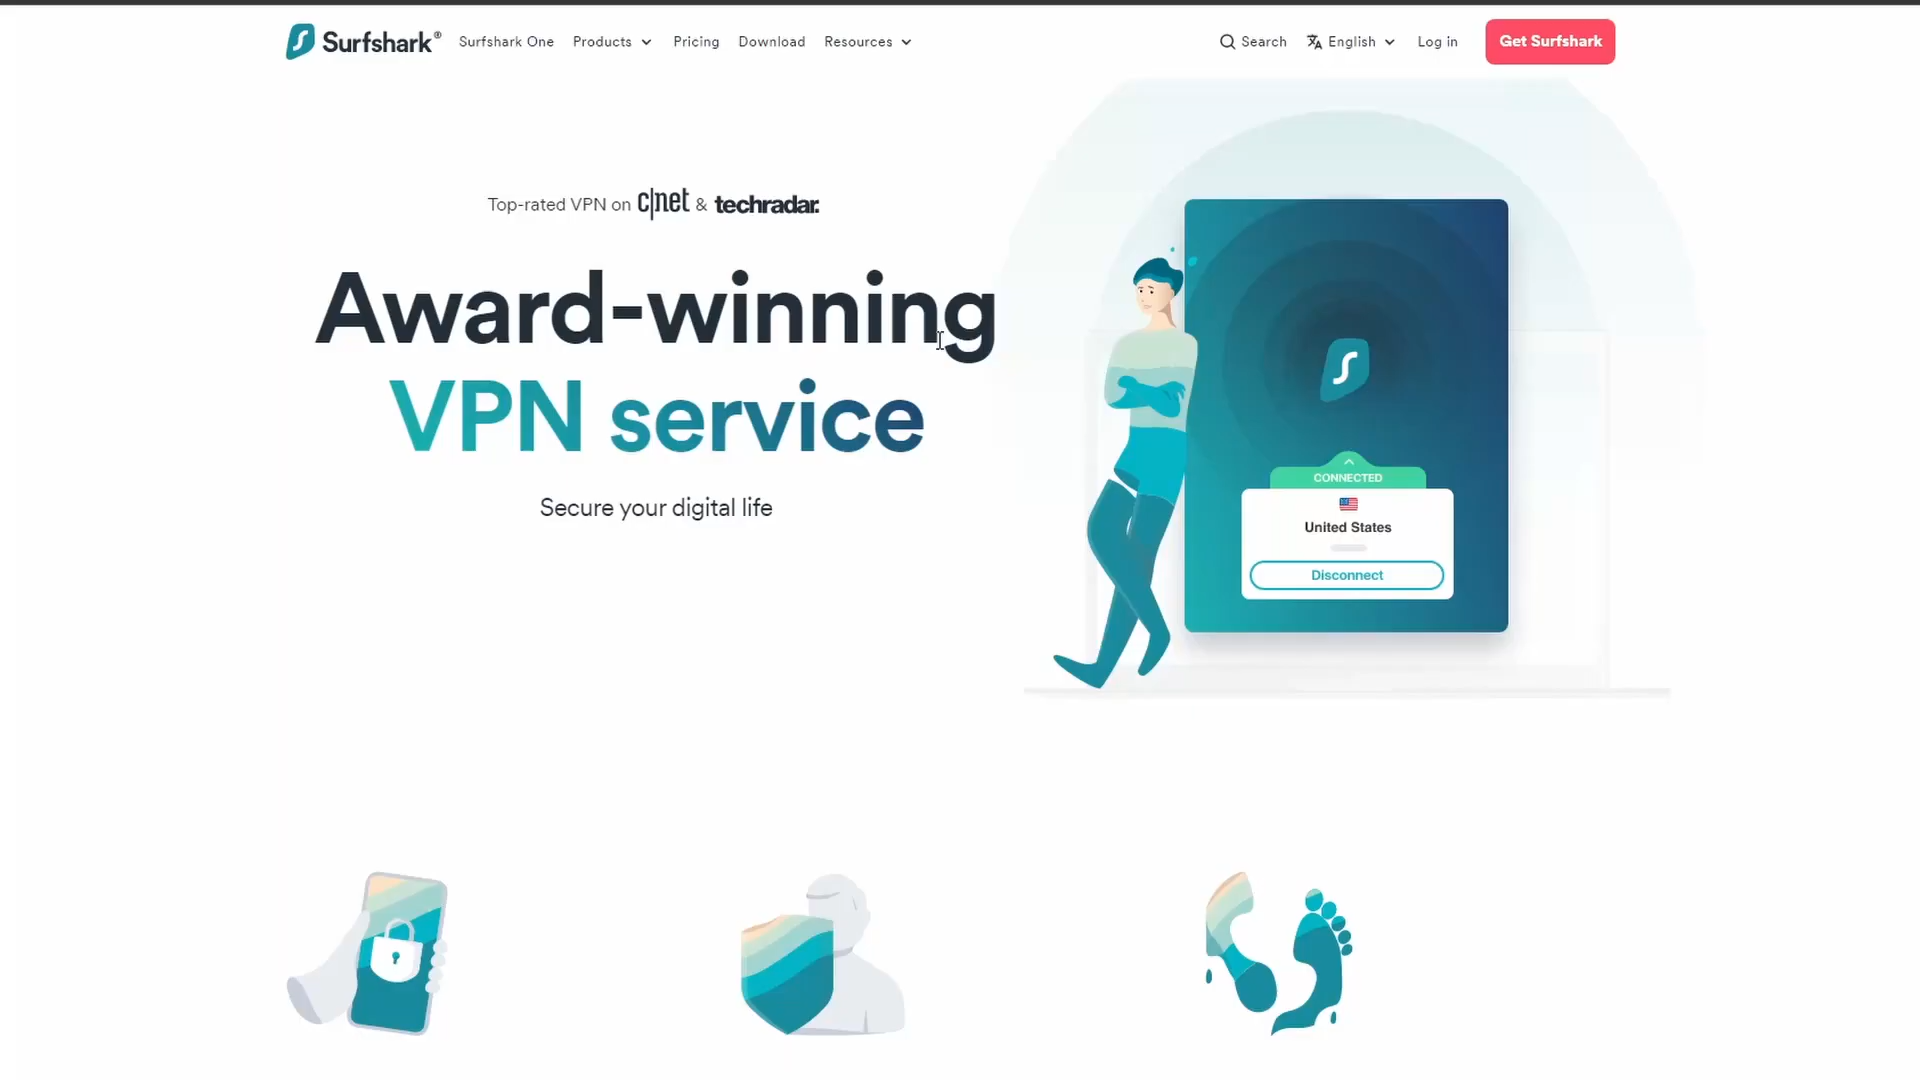 Surfshark®
Surfshark One
Products
Pricing
Download
Resources
Search
English
Log in
Get Surfshark
Top-rated VPN on c|net & techradar.
Award-winning
VPN service
Secure your digital life
CONNECTED
United States
Disconnect